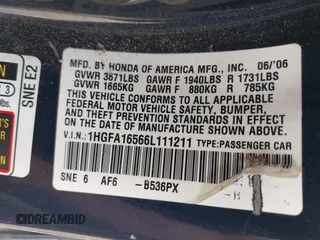 MFD. BY HONDA OF AMERICA MFG., INC. 06/'06
GVWR 3671LBS GAWR F 1940LBS R 1731LBS
GVWR 1665KG GAWR F 880KG R 785KG
THIS VEHICLE CONFORMS TO ALL APPLICABLE
FEDERAL MOTOR VEHICLE SAFETY, BUMPER,
AND THEFT PREVENTION STANDARDS IN EFFECT
ON THE DATE OF MANUFACTURE SHOWN ABOVE.
V.I.N.: 1HGFA16566L111211 TYPE: PASSENGER CAR
SNE 6 AF6 -B536PX
SNE E2
3
lbs.
DREAMBID